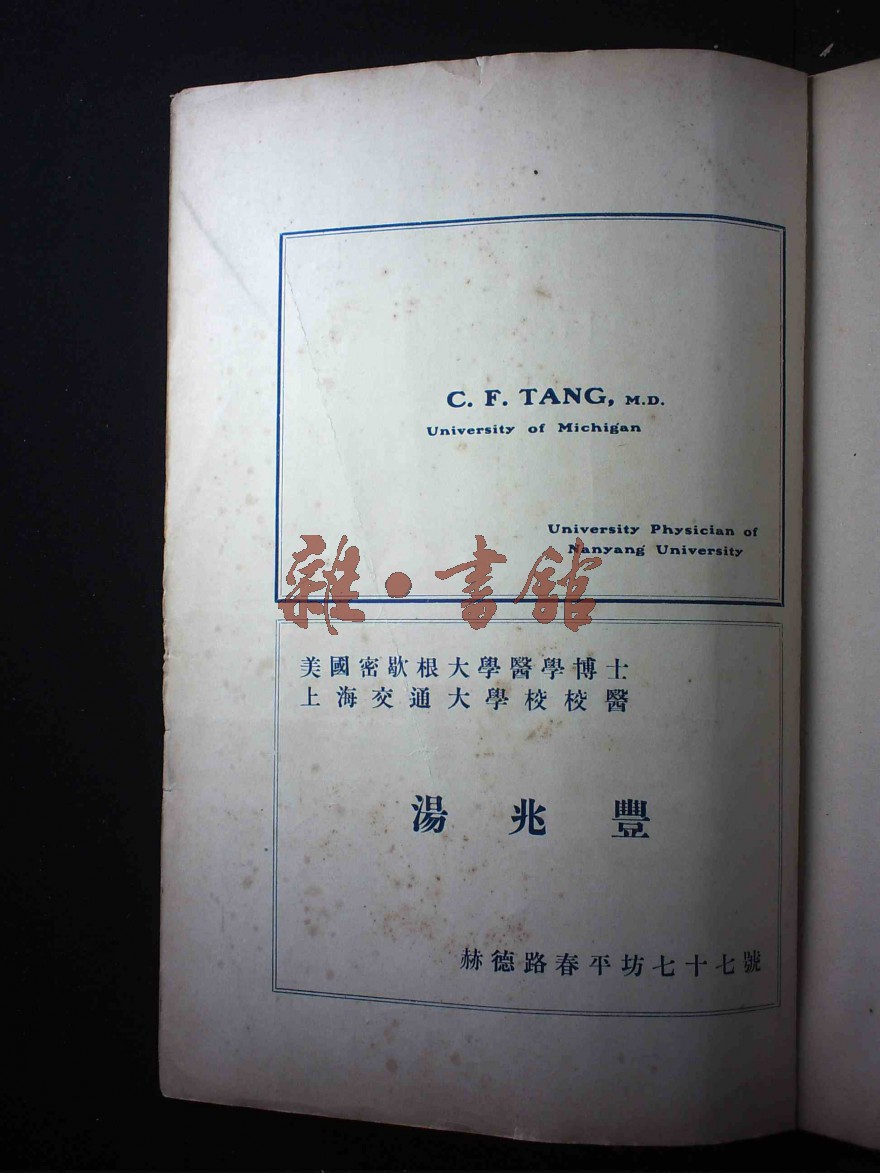 C. F. TANG, M.D.
University of Michigan
University Physician of
Nanyang University
雜·書館
美國密歇根大學醫學博士
上海交通大學校校醫
湯兆豐
赫德路春平坊七十七號